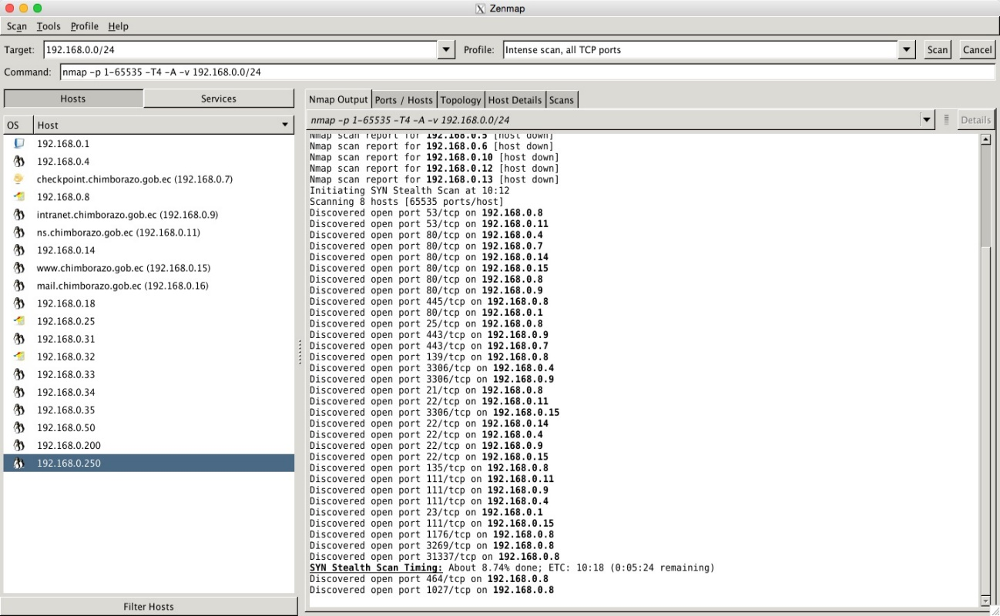 Zenmap
Scan Tools Profile Help
Target: 192.168.0.0/24 Profile: Intense scan, all TCP ports Scan Cancel
Command: nmap -p 1-65535 -T4 -A -v 192.168.0.0/24
Hosts Services
OS Host
192.168.0.1
192.168.0.4
checkpoint.chimborazo.gob.ec (192.168.0.7)
192.168.0.8
intranet.chimborazo.gob.ec (192.168.0.9)
ns.chimborazo.gob.ec (192.168.0.11)
192.168.0.14
www.chimborazo.gob.ec (192.168.0.15)
mail.chimborazo.gob.ec (192.168.0.16)
192.168.0.18
192.168.0.25
192.168.0.31
192.168.0.32
192.168.0.33
192.168.0.34
192.168.0.35
192.168.0.50
192.168.0.200
192.168.0.250
Filter Hosts
Nmap Output Ports / Hosts Topology Host Details Scans
nmap -p 1-65535 -T4 -A -v 192.168.0.0/24 Details
Nmap scan report for 192.168.0.5 [host down]
Nmap scan report for 192.168.0.6 [host down]
Nmap scan report for 192.168.0.10 [host down]
Nmap scan report for 192.168.0.12 [host down]
Nmap scan report for 192.168.0.13 [host down]
Initiating SYN Stealth Scan at 10:12
Scanning 8 hosts [65535 ports/host]
Discovered open port 53/tcp on 192.168.0.8
Discovered open port 53/tcp on 192.168.0.11
Discovered open port 80/tcp on 192.168.0.4
Discovered open port 80/tcp on 192.168.0.7
Discovered open port 80/tcp on 192.168.0.14
Discovered open port 80/tcp on 192.168.0.15
Discovered open port 80/tcp on 192.168.0.8
Discovered open port 80/tcp on 192.168.0.9
Discovered open port 445/tcp on 192.168.0.8
Discovered open port 80/tcp on 192.168.0.1
Discovered open port 25/tcp on 192.168.0.8
Discovered open port 443/tcp on 192.168.0.9
Discovered open port 443/tcp on 192.168.0.7
Discovered open port 139/tcp on 192.168.0.8
Discovered open port 3306/tcp on 192.168.0.4
Discovered open port 3306/tcp on 192.168.0.9
Discovered open port 21/tcp on 192.168.0.8
Discovered open port 22/tcp on 192.168.0.11
Discovered open port 3306/tcp on 192.168.0.15
Discovered open port 22/tcp on 192.168.0.14
Discovered open port 22/tcp on 192.168.0.4
Discovered open port 22/tcp on 192.168.0.9
Discovered open port 22/tcp on 192.168.0.15
Discovered open port 135/tcp on 192.168.0.8
Discovered open port 111/tcp on 192.168.0.11
Discovered open port 111/tcp on 192.168.0.9
Discovered open port 111/tcp on 192.168.0.4
Discovered open port 23/tcp on 192.168.0.1
Discovered open port 111/tcp on 192.168.0.15
Discovered open port 1176/tcp on 192.168.0.8
Discovered open port 3269/tcp on 192.168.0.8
Discovered open port 31337/tcp on 192.168.0.8
SYN Stealth Scan Timing: About 8.74% done; ETC: 10:18 (0:05:24 remaining)
Discovered open port 464/tcp on 192.168.0.8
Discovered open port 1027/tcp on 192.168.0.8